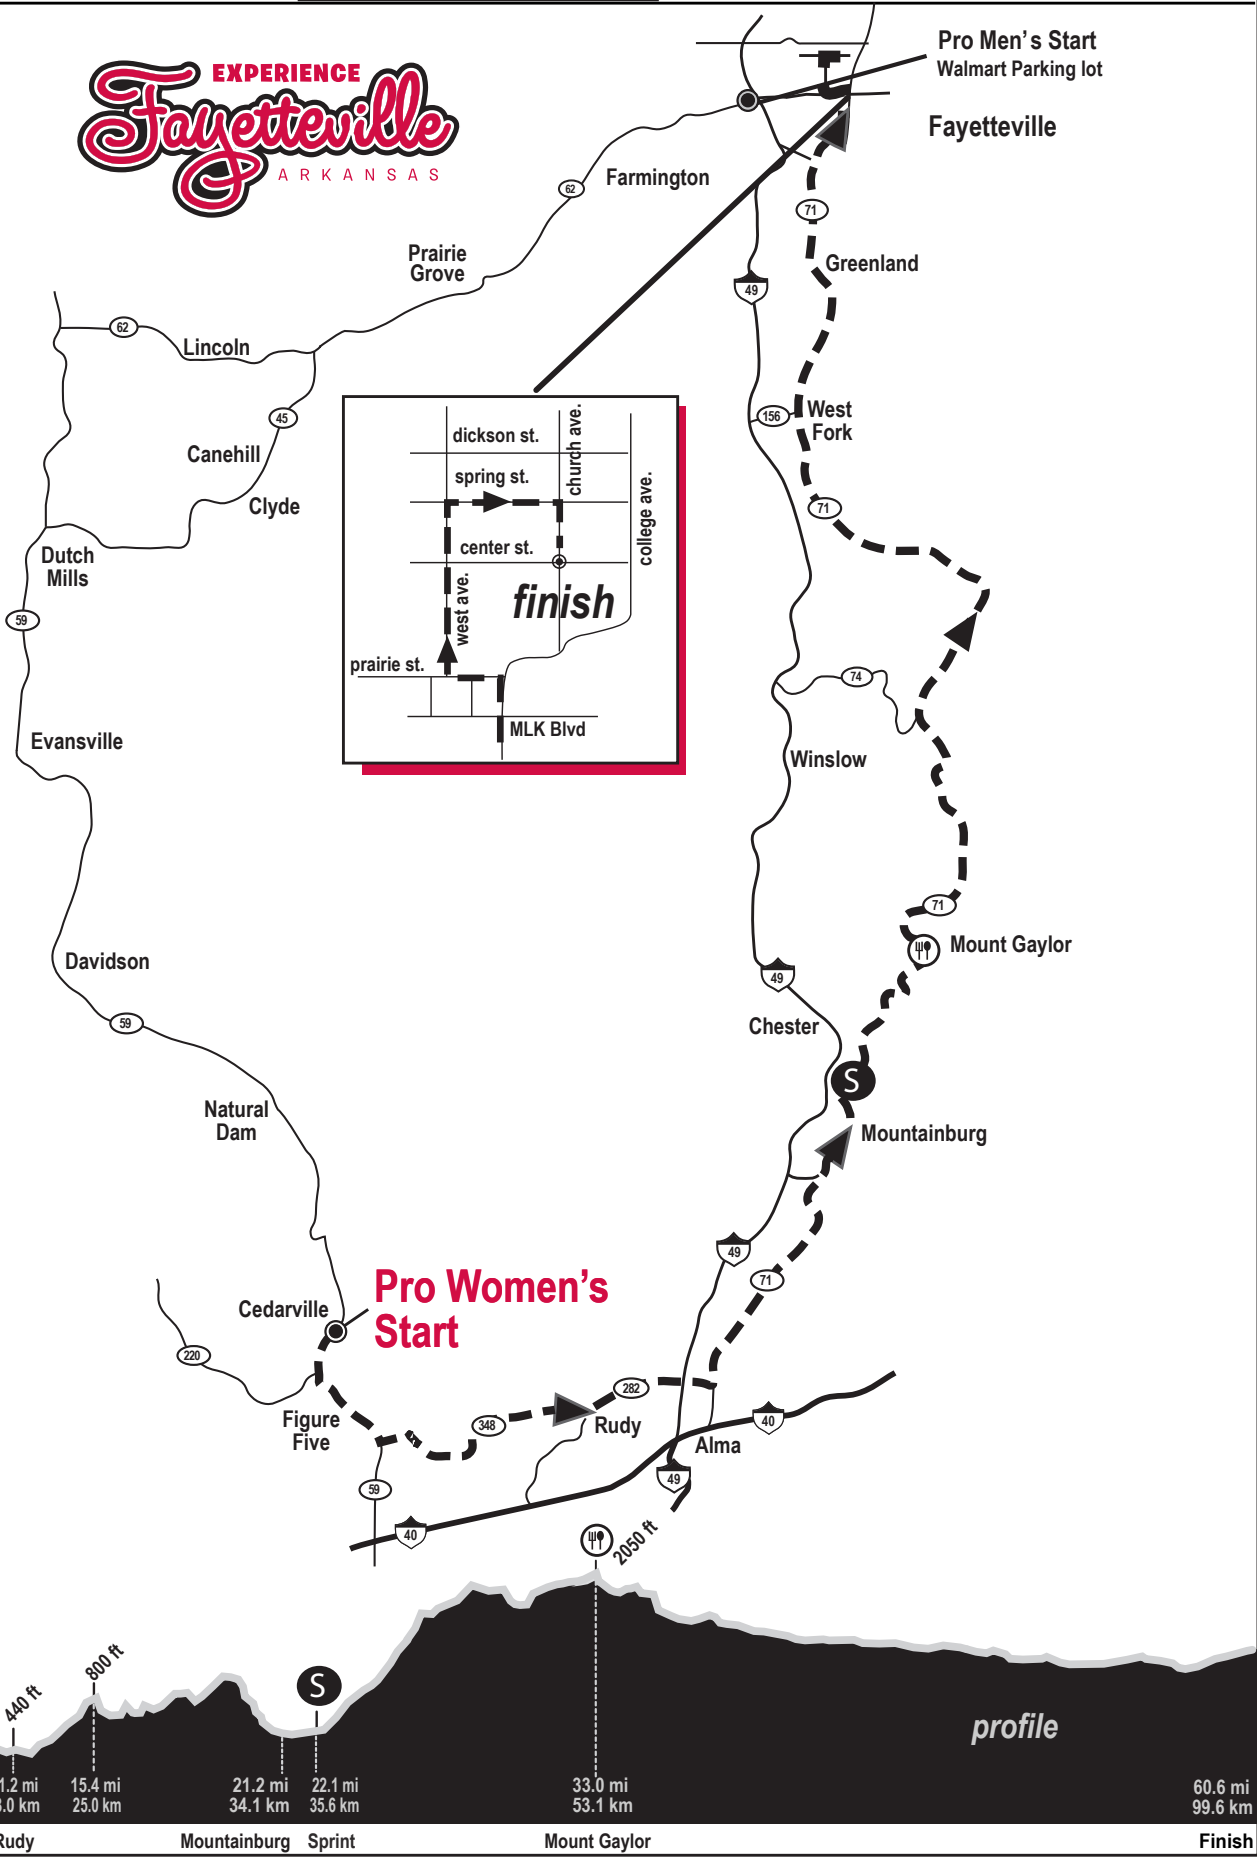 EXPERIENCE
Fayetteville
ARKANSAS
Pro Men's Start
Walmart Parking lot
Fayetteville
Farmington
62
71
Prairie
Grove
Greenland
49
62
Lincoln
45
156
West
Fork
Canehill
Clyde
71
dickson st.
church ave.
spring st.
college ave.
center st.
finish
west ave.
prairie st.
MLK Blvd
Dutch
Mills
59
74
Evansville
Winslow
71
Mount Gaylor
Davidson
49
59
Chester
S
Natural
Dam
Mountainburg
49
71
Pro Women's
Start
Cedarville
220
282
Figure
Five
348
Rudy
40
Alma
59
49
40
2050 ft
800 ft
440 ft
S
profile
1.2 mi
15.4 mi
21.2 mi
22.1 mi
33.0 mi
60.6 mi
.0 km
25.0 km
34.1 km
35.6 km
53.1 km
99.6 km
Rudy
Mountainburg
Sprint
Mount Gaylor
Finish